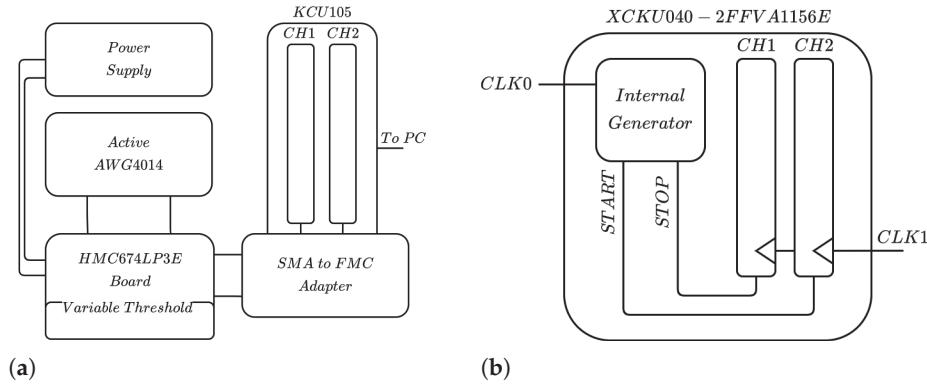 KCU105
CH1 CH2
Power
Supply
Active
AWG4014
To PC
HMC674LP3E
Board
Variable Threshold
SMA to FMC
Adapter
(a)
XCKU040-2FFVA1156E
CH1 CH2
CLK0
Internal
Generator
START
STOP
CLK1
(b)